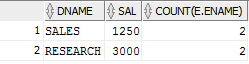 DNAME SAL COUNT(E.ENAME)
1 SALES 1250 2
2 RESEARCH 3000 2